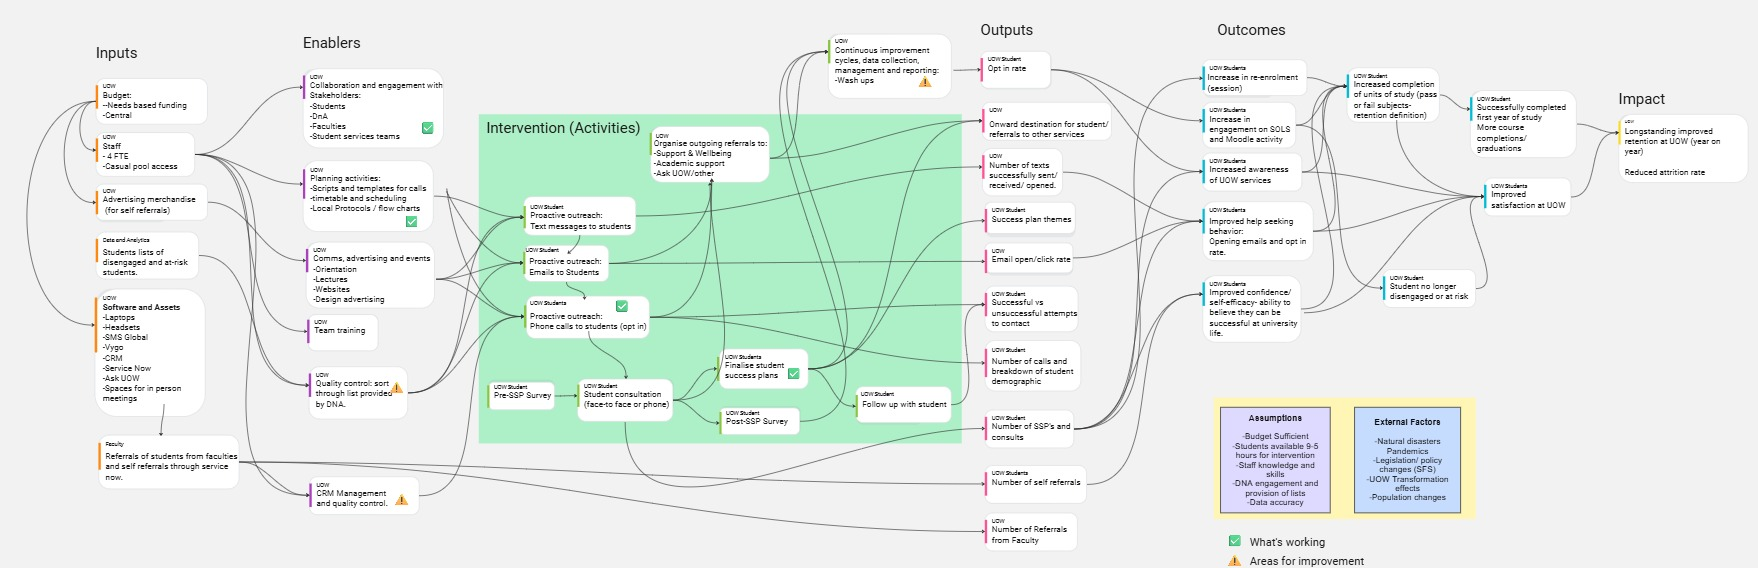 Inputs
UOW
Budget:
--Needs based funding
-Central
UOW
Staff
- 4 FTE
-Casual pool access
UOW
Advertising merchandise
(for self referrals)
Data and Analytics
Students lists of
disengaged and at-risk
students.
UOW
Software and Assets
-Laptops
-Headsets
-SMS Global
-Vygo
-CRM
-Service Now
-Ask UOW
-Spaces for in person
meetings
Faculty
Referrals of students from faculties
and self referrals through service
now.
Enablers
UOW
Collaboration and engagement with
Stakeholders:
-Students
-DnA
-Faculties
-Student services teams
UOW
Planning activities:
-Scripts and templates for calls
-timetable and scheduling
-Local Protocols / flow charts
UOW
Comms, advertising and events
-Orientation
-Lectures
-Websites
-Design advertising
UOW
Team training
UOW
Quality control: sort
through list provided
by DNA.
UOW
CRM Management
and quality control.
Intervention (Activities)
UOW
Organise outgoing referrals to:
-Support & Wellbeing
-Academic support
-Ask UOW/other
UOW Student
Proactive outreach:
Text messages to students
UOW Student
Proactive outreach:
Emails to Students
UOW Students
Proactive outreach:
Phone calls to students (opt in)
UOW Student
Pre-SSP Survey
UOW Student
Student consultation
(face-to face or phone)
UOW Students
Finalise student
success plans
UOW Student
Post-SSP Survey
UOW Student
Follow up with student
UOW
Continuous improvement
cycles, data collection,
management and reporting:
-Wash ups
Outputs
UOW Student
Opt in rate
UOW Student
Onward destination for student/
referrals to other services
UOW Student
Number of texts
successfully sent/
received/ opened.
UOW Student
Success plan themes
UOW Student
Email open/click rate
UOW Students
Successful vs
unsuccessful attempts
to contact
UOW Student
Number of calls and
breakdown of student
demographic
UOW Student
Number of SSP's and
consults
UOW Students
Number of self referrals
UOW
Number of Referrals
from Faculty
Outcomes
UOW Students
Increase in re-enrolment
(session)
UOW Students
Increase in
engagement on SOLS
and Moodle activity
UOW Students
Increased awareness
of UOW services
UOW Students
Improved help seeking
behavior:
Opening emails and opt in
rate.
UOW Students
Improved confidence/
self-efficacy- ability to
believe they can be
successful at university
life.
UOW Student
Increased completion
of units of study (pass
or fail subjects-
retention definition)
UOW Student
Successfully completed
first year of study
More course
completions/
graduations
UOW Student
Improved
satisfaction at UOW
UOW Student
Student no longer
disengaged or at risk
Impact
UOW
Longstanding improved
retention at UOW (year on
year)
Reduced attrition rate
Assumptions
-Budget Sufficient
-Students available 9-5
hours for intervention
-Staff knowledge and
skills
-DNA engagement and
provision of lists
-Data accuracy
External Factors
-Natural disasters
Pandemics
-Legislation/ policy
changes (SFS)
-UOW Transformation
effects
-Population changes
What's working
Areas for improvement